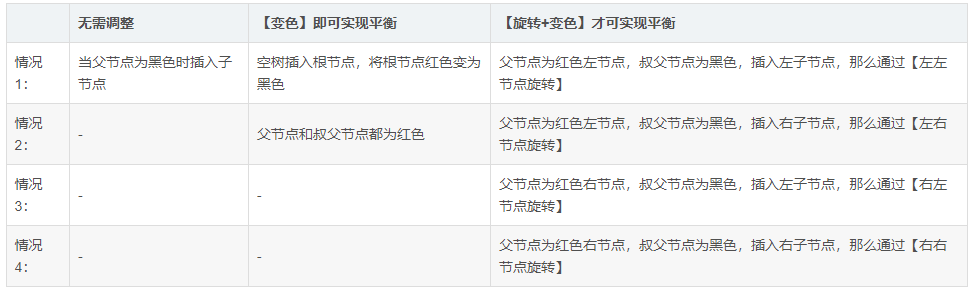 无需调整 【变色】即可实现平衡 【旋转+变色】才可实现平衡
情况1： 当父节点为黑色时插入子节点 空树插入根节点，将根节点红色变为黑色 父节点为红色左节点，叔父节点为黑色，插入左子节点，那么通过【左左节点旋转】
情况2： - 父节点和叔父节点都为红色 父节点为红色左节点，叔父节点为黑色，插入右子节点，那么通过【左右节点旋转】
情况3： - - 父节点为红色右节点，叔父节点为黑色，插入左子节点，那么通过【右左节点旋转】
情况4： - - 父节点为红色右节点，叔父节点为黑色，插入右子节点，那么通过【右右节点旋转】